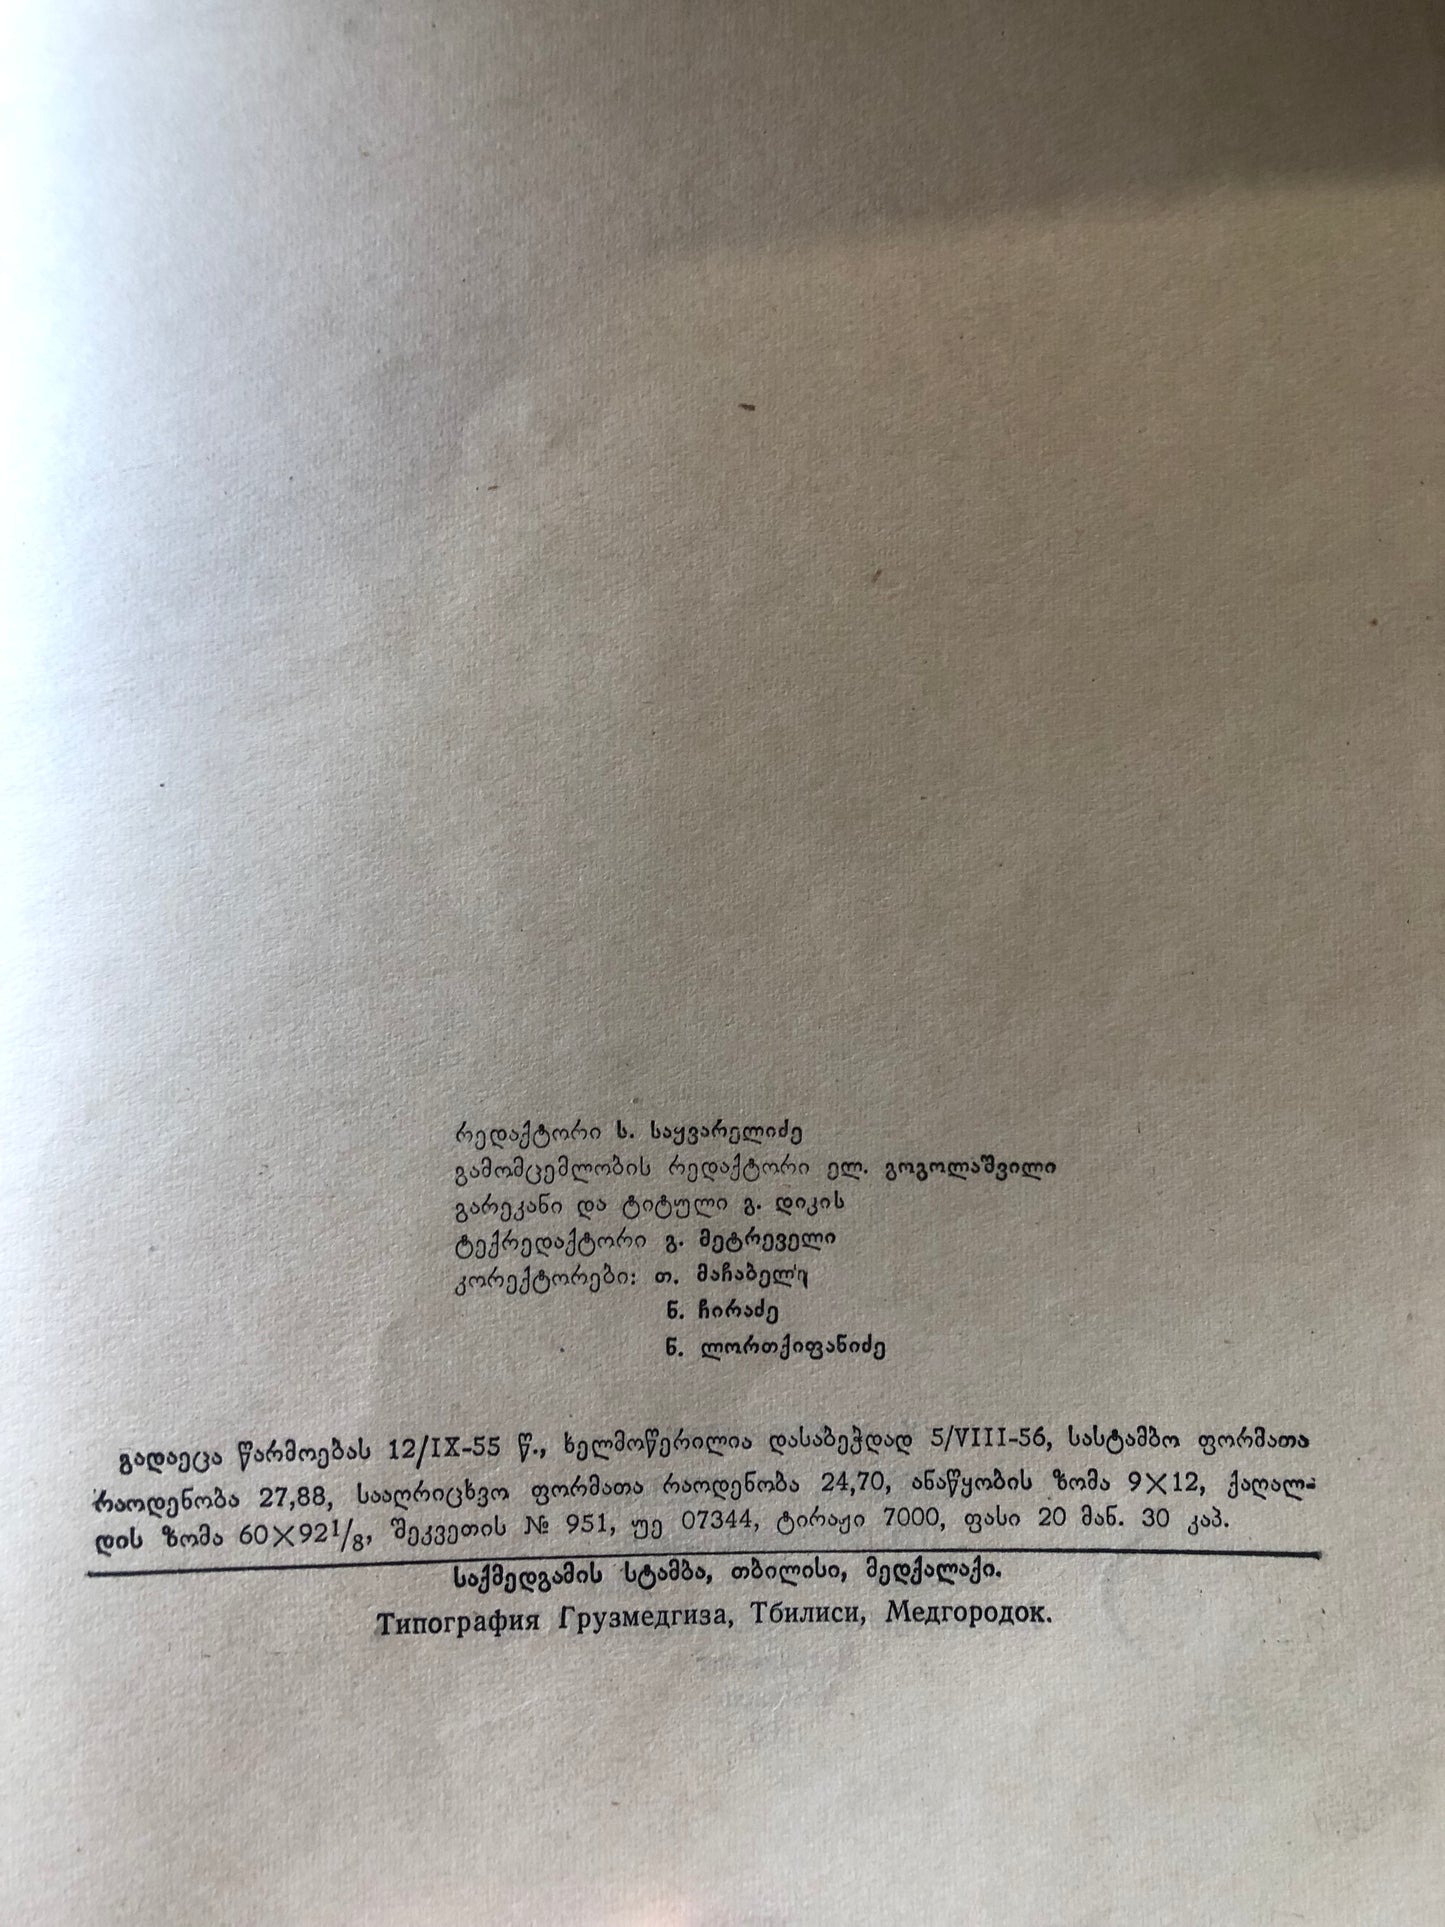 რედაქტორი ს. საყვარელიძე
გამომცემლობის რედაქტორი ელ. გოგოლაშვილი
გარეკანი და ტიტული გ. დიკის
ტექრედაქტორი გ. მეტრეველი
კორექტორები: თ. მაჩაბელი
ნ. ჩირაძე
ნ. ლორთქიფანიძე
გადაეცა წარმოებას 12/IX-55 წ., ხელმოწერილია დასაბეჭდად 5/VIII-56, სასტამბო ფორმათა
რაოდენობა 27,88, სააღრიცხვო ფორმათა რაოდენობა 24,70, ანაწყობის ზომა 9×12, ქაღალ-
დის ზომა 60×92 1/8, შეკვეთის № 951, უე 07344, ტირაჟი 7000, ფასი 20 მან. 30 კაპ.
საქმედგამის სტამბა, თბილისი, მედქალაქი.
Типография Грузмедгиза, Тбилиси, Медгородок.